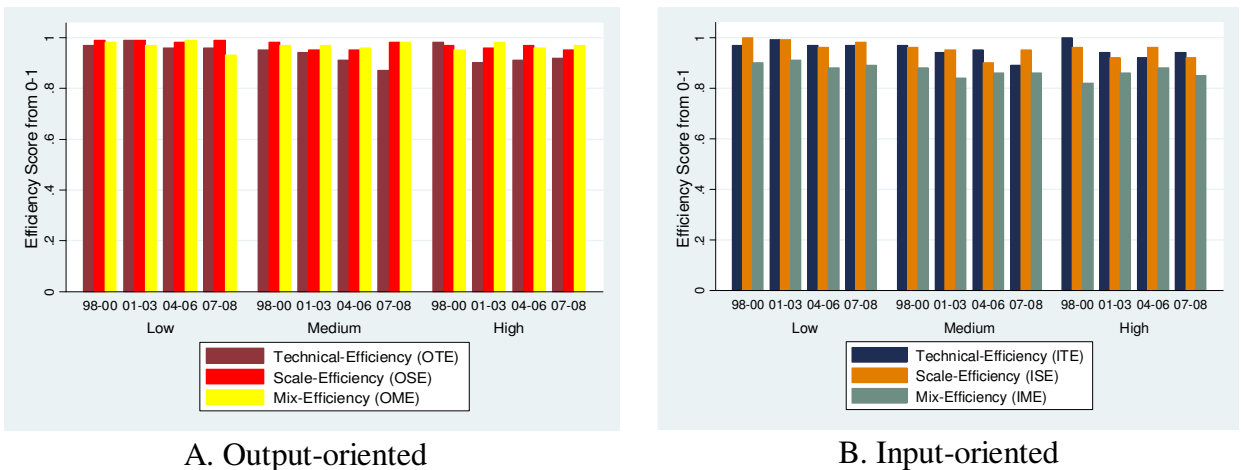 Efficiency Score from 0-1
1
.8
.6
.4
.2
0
98-00 01-03 04-06 07-08 98-00 01-03 04-06 07-08 98-00 01-03 04-06 07-08
Low Medium High
Technical-Efficiency (OTE)
Scale-Efficiency (OSE)
Mix-Efficiency (OME)
A. Output-oriented
Efficiency Score from 0-1
1
.8
.6
.4
.2
0
98-00 01-03 04-06 07-08 98-00 01-03 04-06 07-08 98-00 01-03 04-06 07-08
Low Medium High
Technical-Efficiency (ITE)
Scale-Efficiency (ISE)
Mix-Efficiency (IME)
B. Input-oriented